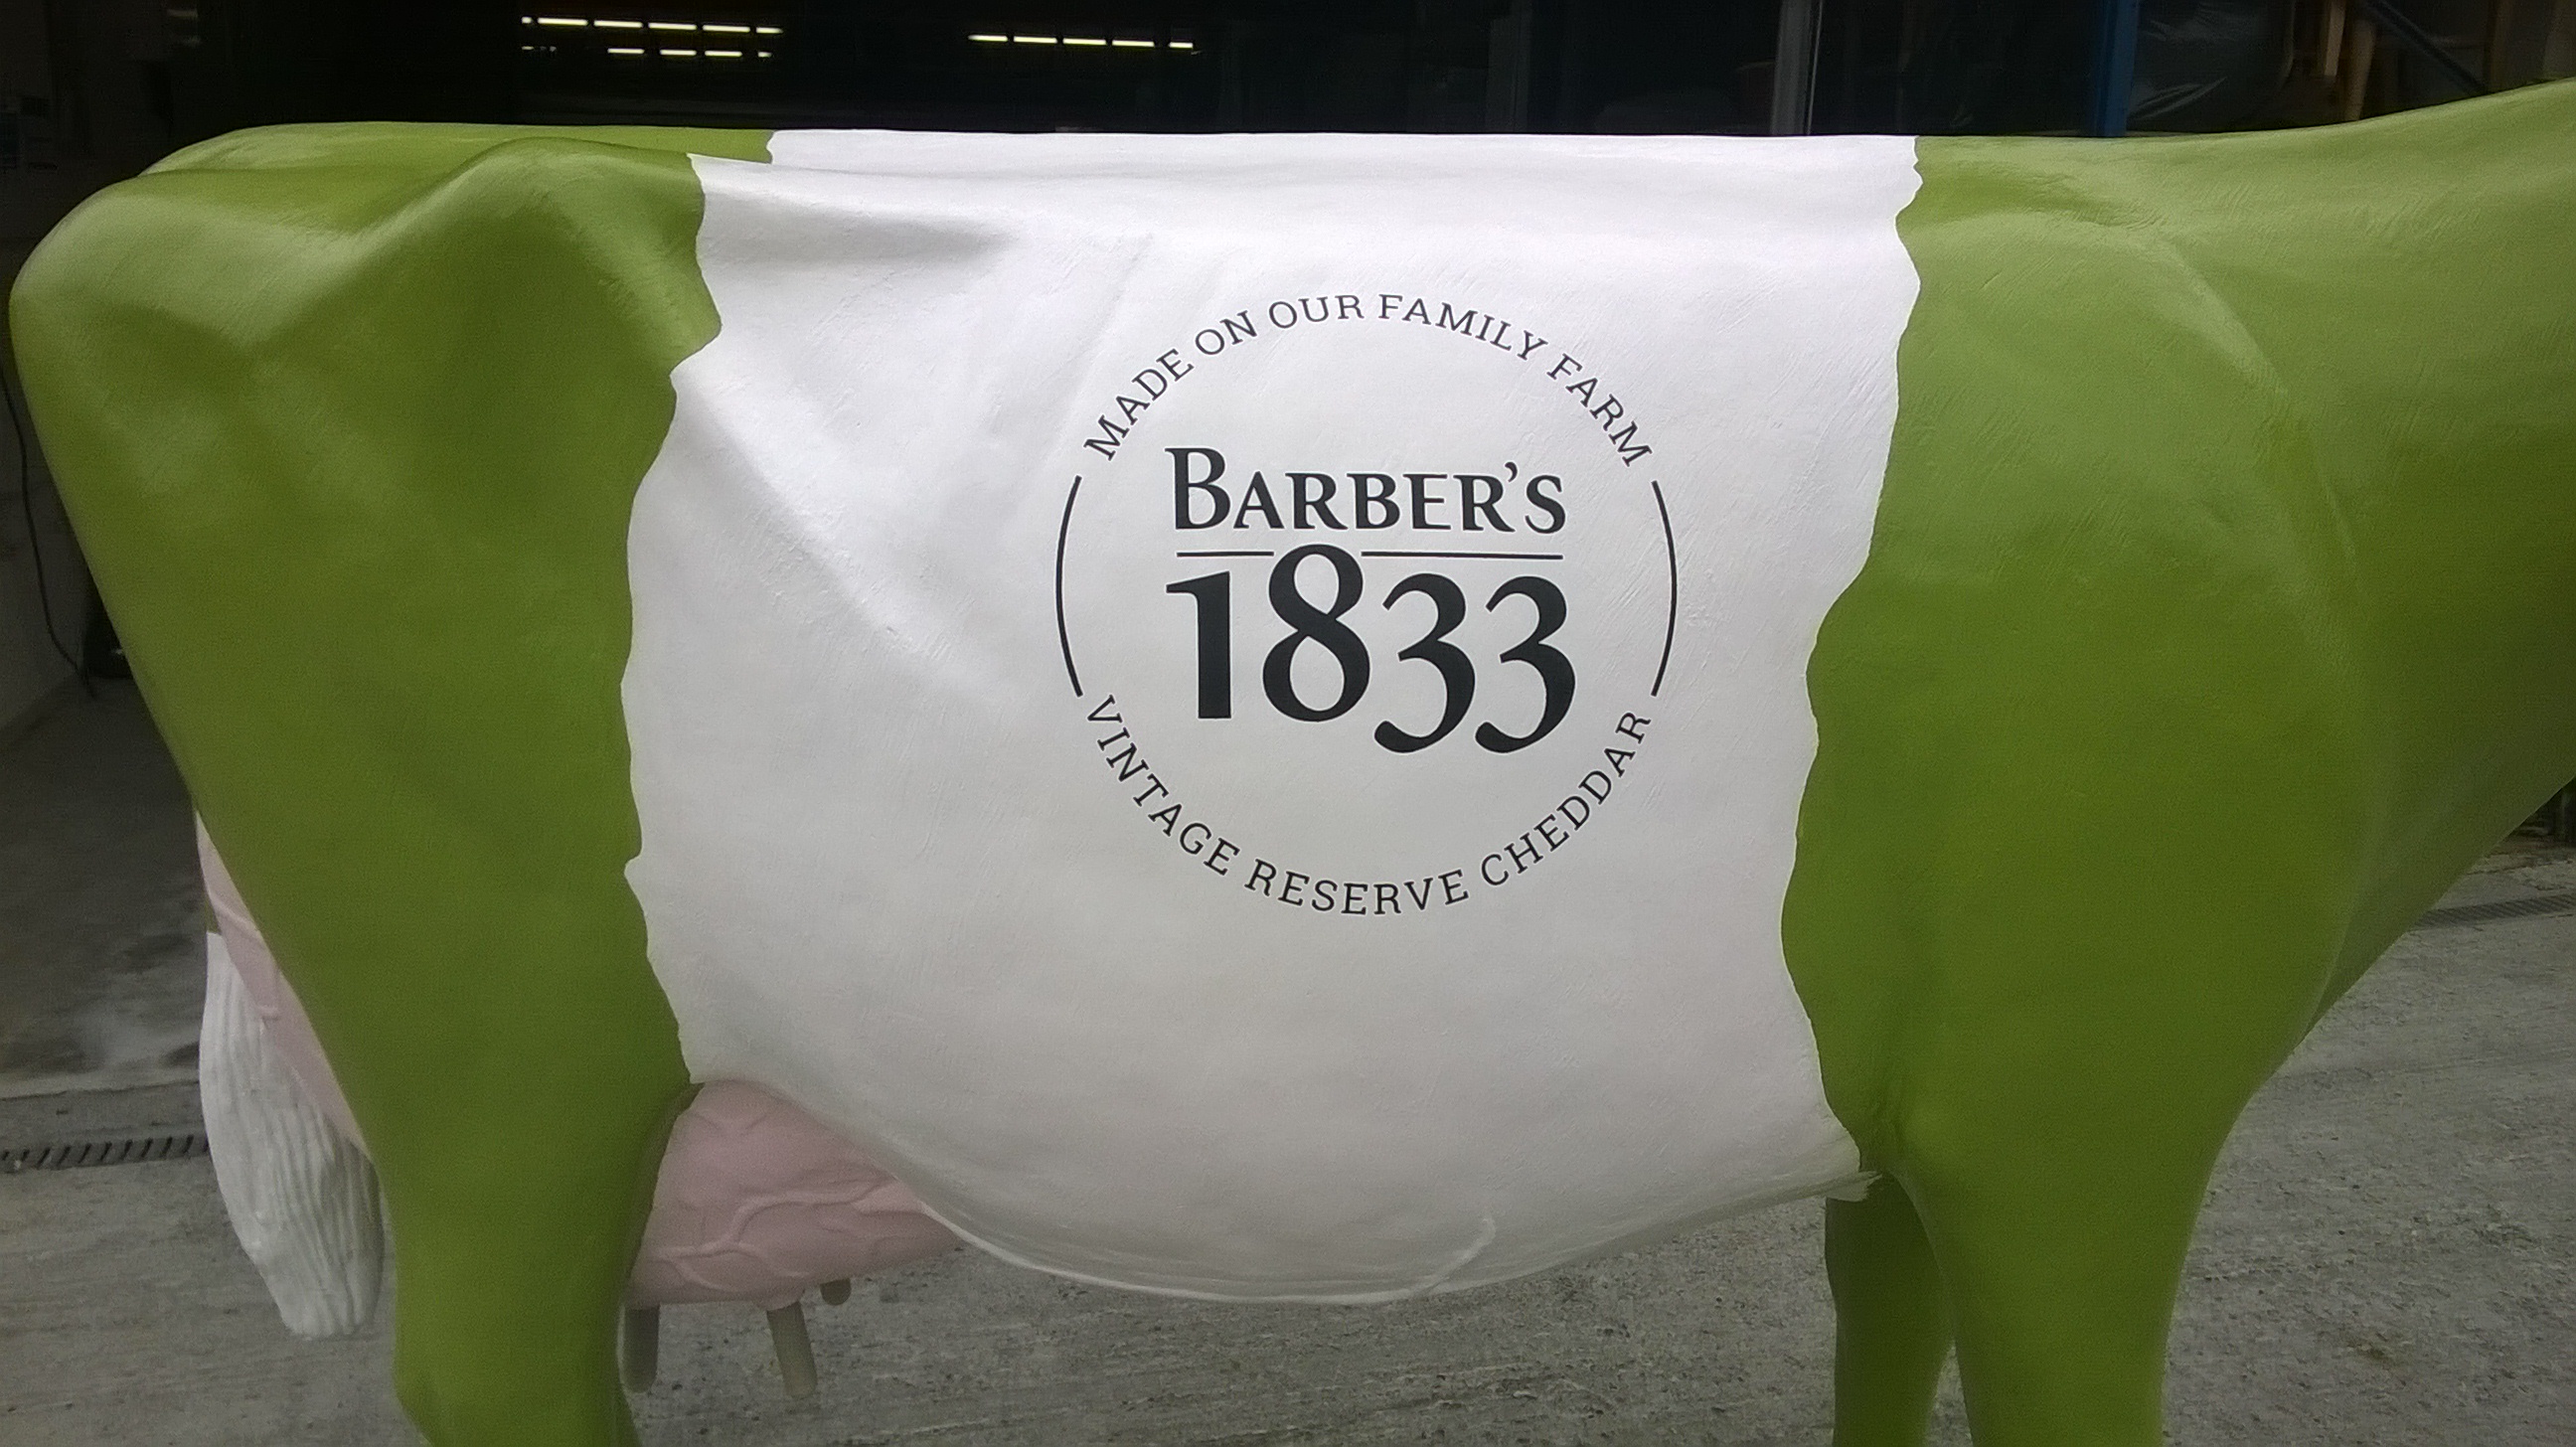 MADE ON OUR FAMILY FARM
BARBER'S
1833
VINTAGE RESERVE CHEDDAR